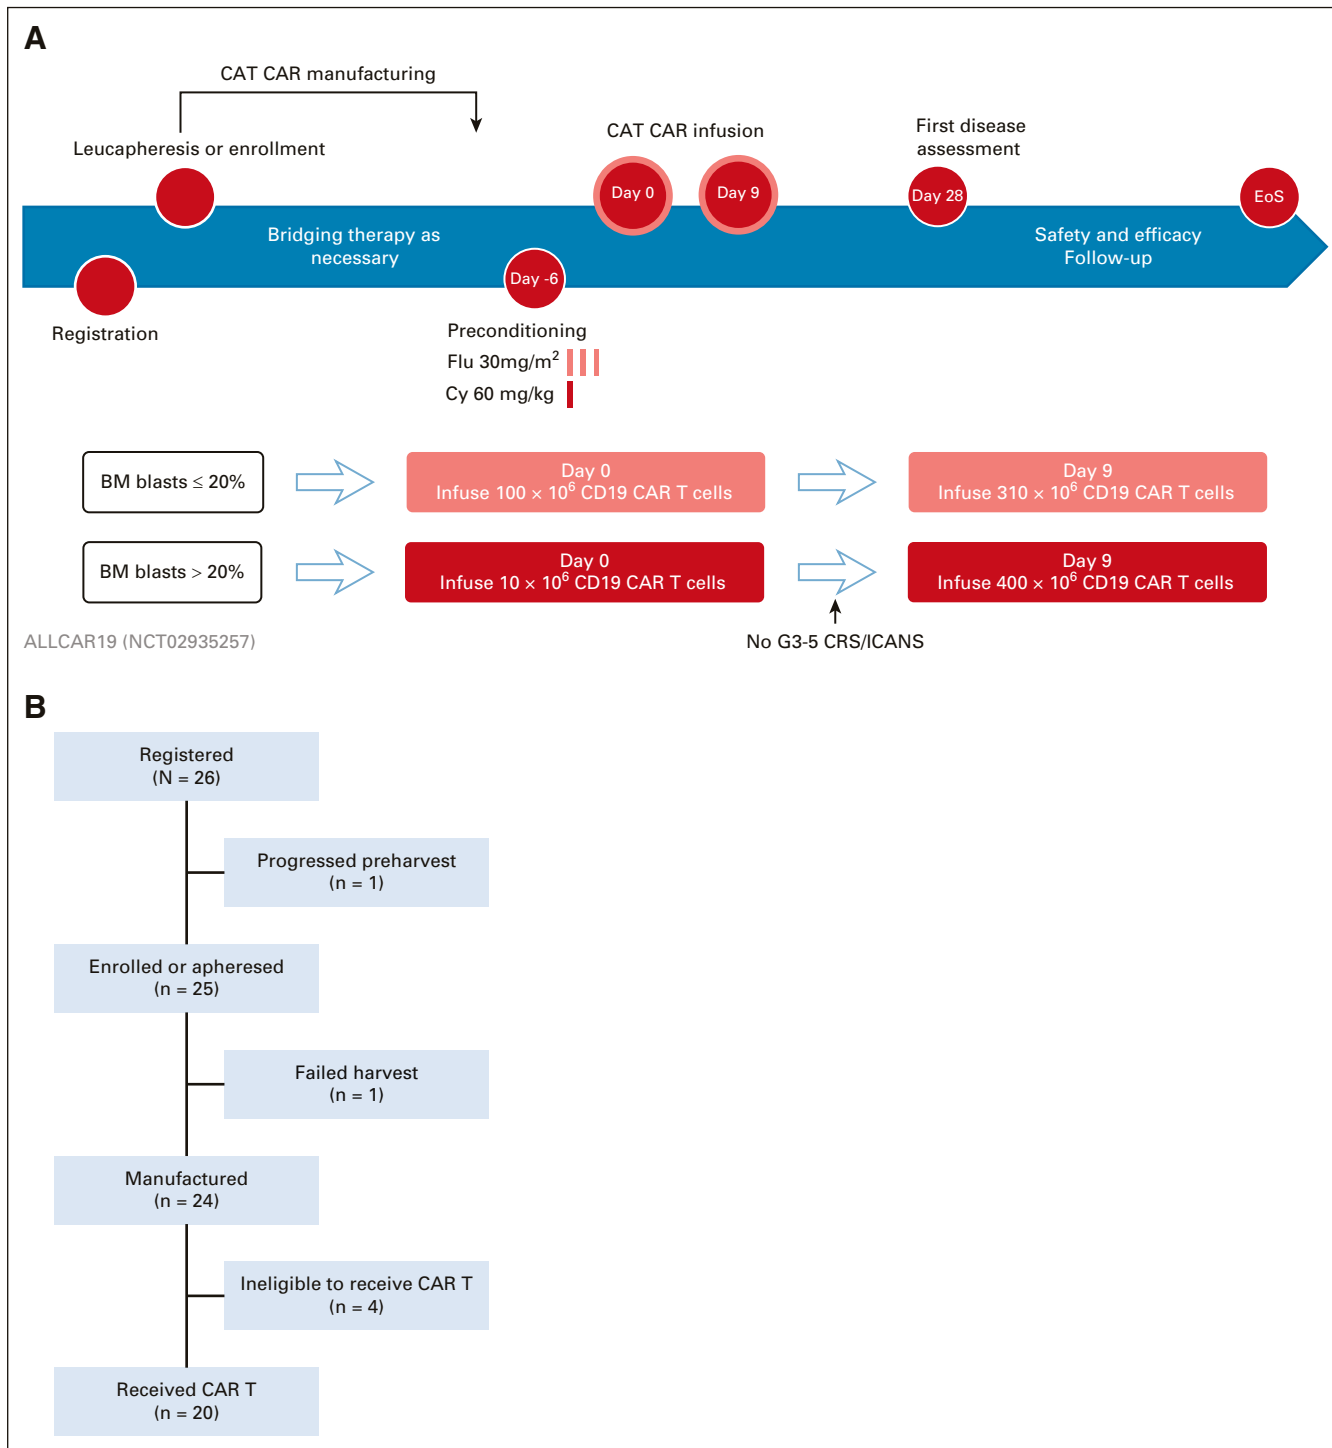 A
CAT CAR manufacturing
Leucapheresis or enrollment
CAT CAR infusion
First disease
assessment
Day 0
Day 9
Day 28
EoS
Bridging therapy as
necessary
Safety and efficacy
Follow-up
Day -6
Registration
Preconditioning
Flu 30mg/m²
Cy 60 mg/kg
BM blasts ≤ 20%
Day 0
Infuse 100 × 10⁶ CD19 CAR T cells
Day 9
Infuse 310 × 10⁶ CD19 CAR T cells
BM blasts > 20%
Day 0
Infuse 10 × 10⁶ CD19 CAR T cells
Day 9
Infuse 400 × 10⁶ CD19 CAR T cells
ALLCAR19 (NCT02935257)
No G3-5 CRS/ICANS
B
Registered
(N = 26)
Progressed preharvest
(n = 1)
Enrolled or apheresed
(n = 25)
Failed harvest
(n = 1)
Manufactured
(n = 24)
Ineligible to receive CAR T
(n = 4)
Received CAR T
(n = 20)